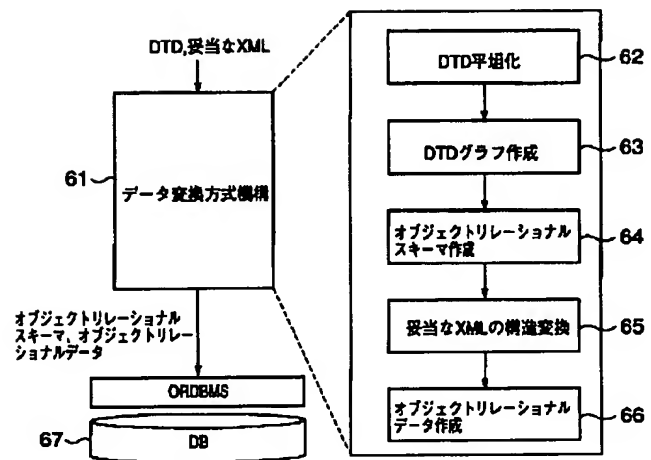 DTD,妥当なXML
61
データ変換方式機構
オブジェクトリレーショナル
スキーマ、オブジェクトリレー
ショナルデータ
ORDBMS
67
DB
DTD平坦化
62
DTDグラフ作成
63
オブジェクトリレーショナル
スキーマ作成
64
妥当なXMLの構造変換
65
オブジェクトリレーショナル
データ作成
66